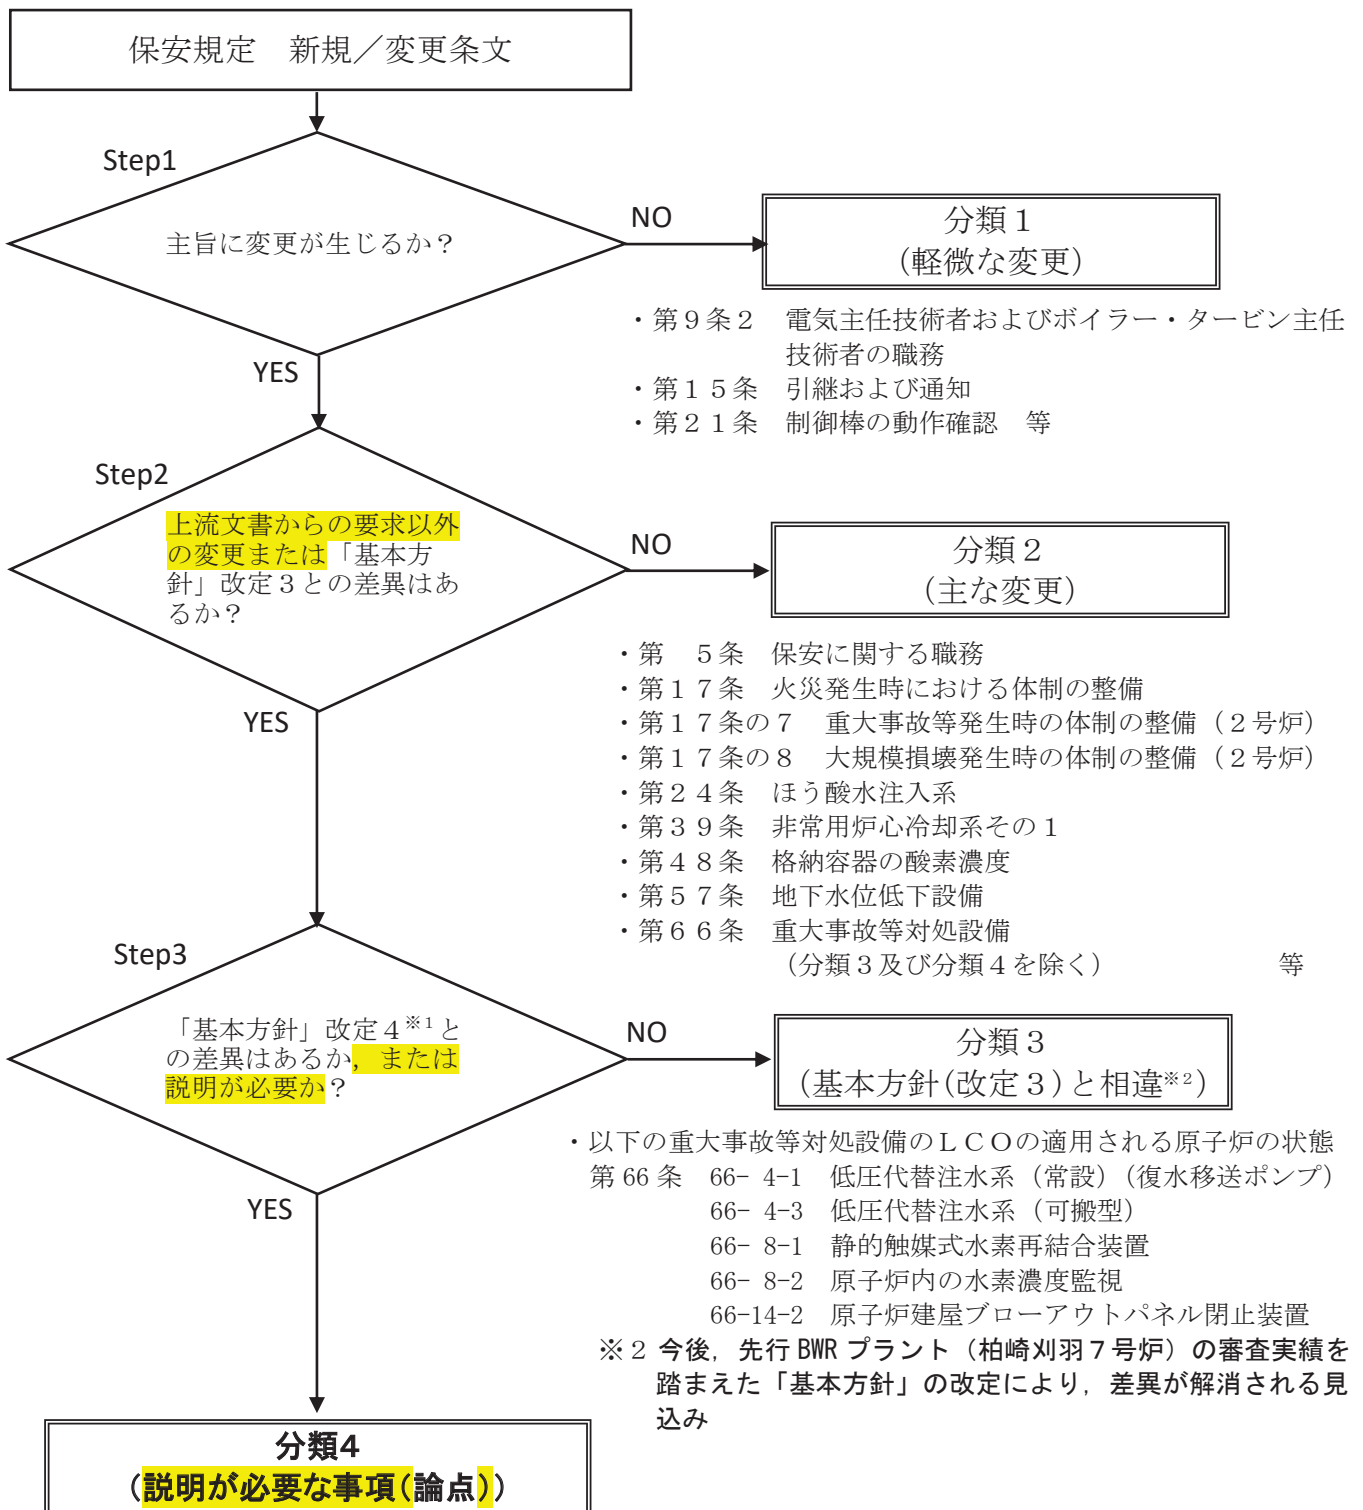 保安規定　新規／変更条文
Step1
主旨に変更が生じるか？
NO
分類１
（軽微な変更）
・第９条２　電気主任技術者およびボイラー・タービン主任
技術者の職務
・第１５条　引継および通知
・第２１条　制御棒の動作確認　等
YES
Step2
上流文書からの要求以外
の変更または「基本方
針」改定３との差異はあ
るか？
NO
分類２
（主な変更）
・第　５条　保安に関する職務
・第１７条　火災発生時における体制の整備
・第１７条の７　重大事故等発生時の体制の整備（２号炉）
・第１７条の８　大規模損壊発生時の体制の整備（２号炉）
・第２４条　ほう酸水注入系
・第３９条　非常用炉心冷却系その１
・第４８条　格納容器の酸素濃度
・第５７条　地下水位低下設備
・第６６条　重大事故等対処設備
（分類３及び分類４を除く）　等
YES
Step3
「基本方針」改定４※1と
の差異はあるか，または
説明が必要か？
NO
分類３
（基本方針(改定３)と相違※2）
・以下の重大事故等対処設備のＬＣＯの適用される原子炉の状態
第 66 条　66- 4-1　低圧代替注水系（常設）（復水移送ポンプ）
66- 4-3　低圧代替注水系（可搬型）
66- 8-1　静的触媒式水素再結合装置
66- 8-2　原子炉内の水素濃度監視
66-14-2　原子炉建屋ブローアウトパネル閉止装置
※２ 今後，先行 BWR プラント（柏崎刈羽７号炉）の審査実績を
踏まえた「基本方針」の改定により，差異が解消される見
込み
YES
分類4
（説明が必要な事項(論点)）